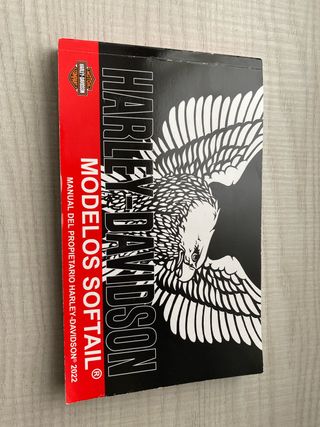 HARLEY-DAVIDSON
MODELOS SOFTAIL®
MANUAL DEL PROPIETARIO HARLEY-DAVIDSON® 2022